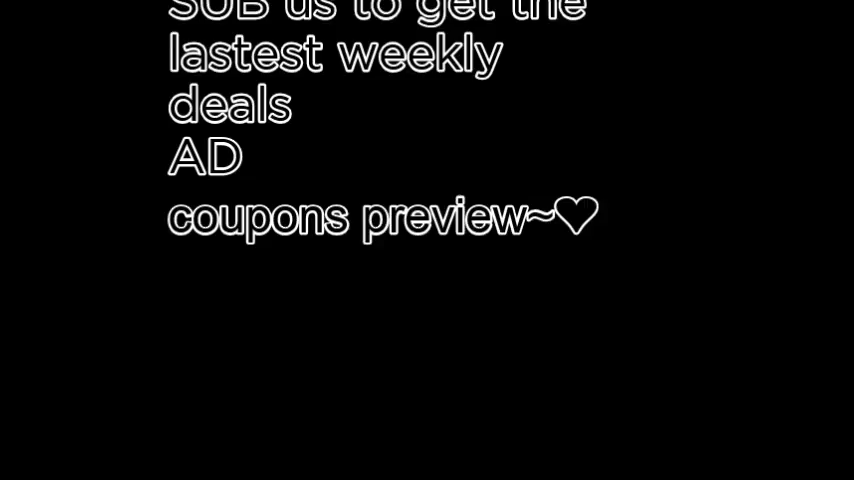 SUB us to get the
lastest weekly
deals
AD
coupons preview~♡